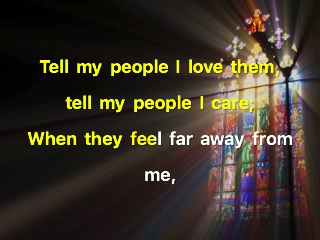 Tell my people I love them,
tell my people I care;
When they feel far away from
me,